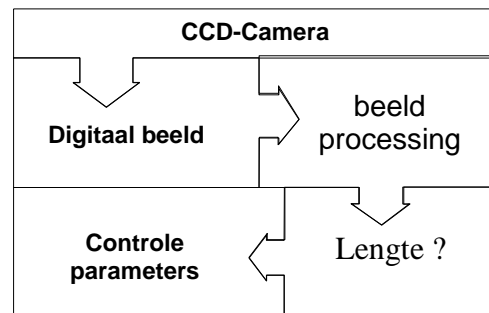 CCD-Camera
Digitaal beeld
beeld
processing
Controle
parameters
Lengte ?